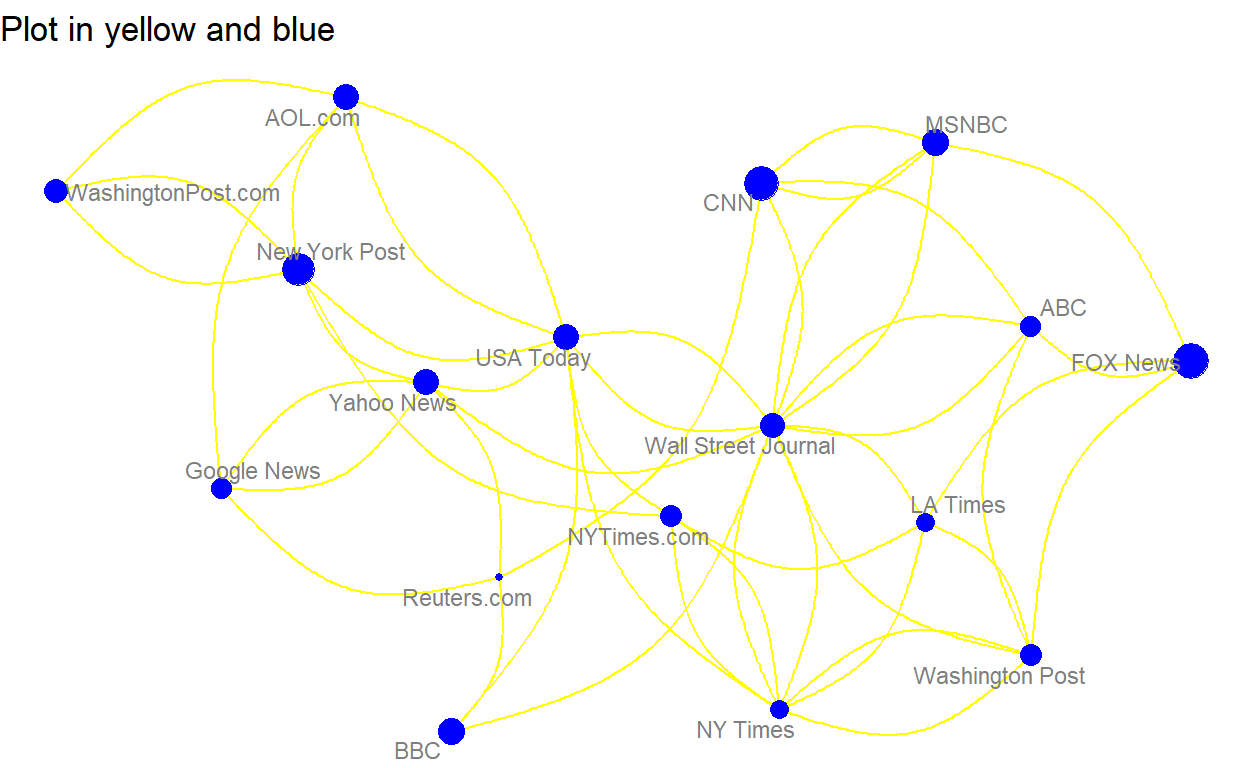 Plot in yellow and blue
AOL.com
MSNBC
WashingtonPost.com
CNN
New York Post
ABC
USA Today
FOX News
Yahoo News
Wall Street Journal
Google News
LA Times
NYTimes.com
Reuters.com
Washington Post
NY Times
BBC